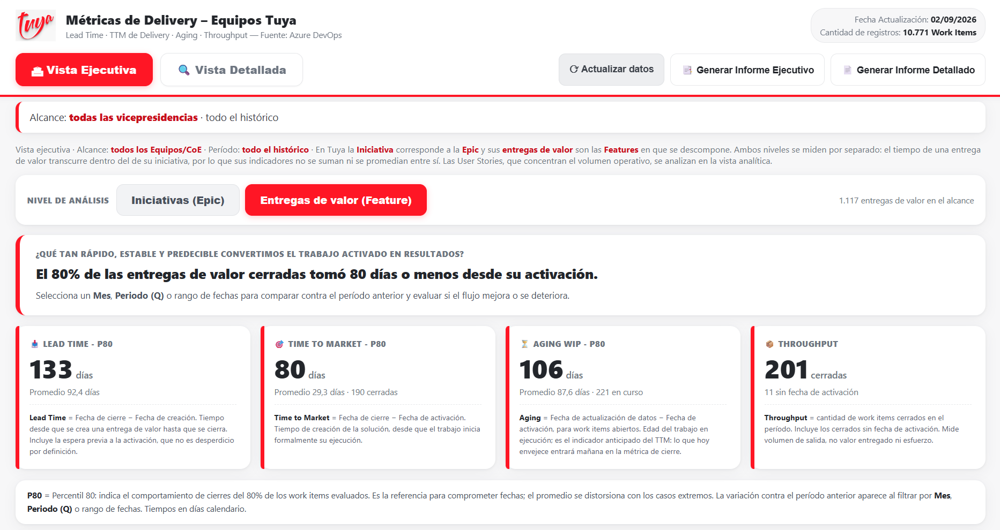 tuya
Métricas de Delivery – Equipos Tuya
Lead Time · TTM de Delivery · Aging · Throughput — Fuente: Azure DevOps
Fecha Actualización: 02/09/2026
Cantidad de registros: 10.771 Work Items
Vista Ejecutiva
Vista Detallada
Actualizar datos
Generar Informe Ejecutivo
Generar Informe Detallado
Alcance: todas las vicepresidencias · todo el histórico
Vista ejecutiva · Alcance: todos los Equipos/CoE · Período: todo el histórico · En Tuya la Iniciativa corresponde a la Epic y sus entregas de valor son las Features en que se descompone. Ambos niveles se miden por separado: el tiempo de una entrega
de valor transcurre dentro del de su iniciativa, por lo que sus indicadores no se suman ni se promedian entre sí. Las User Stories, que concentran el volumen operativo, se analizan en la vista analítica.
NIVEL DE ANÁLISIS
Iniciativas (Epic)
Entregas de valor (Feature)
1.117 entregas de valor en el alcance
¿QUÉ TAN RÁPIDO, ESTABLE Y PREDECIBLE CONVERTIMOS EL TRABAJO ACTIVADO EN RESULTADOS?
El 80% de las entregas de valor cerradas tomó 80 días o menos desde su activación.
Selecciona un Mes, Periodo (Q) o rango de fechas para comparar contra el período anterior y evaluar si el flujo mejora o se deteriora.
LEAD TIME - P80
133 días
Promedio 92,4 días
Lead Time = Fecha de cierre − Fecha de creación. Tiempo
desde que se crea una entrega de valor hasta que se cierra.
Incluye la espera previa a la activación, que no es desperdicio
por definición.
TIME TO MARKET - P80
80 días
Promedio 29,3 días · 190 cerradas
Time to Market = Fecha de cierre − Fecha de activación.
Tiempo de creación de la solución, desde que el trabajo inicia
formalmente su ejecución.
AGING WIP - P80
106 días
Promedio 87,6 días · 221 en curso
Aging = Fecha de actualización de datos − Fecha de
activación, para work items abiertos. Edad del trabajo en
ejecución; es el indicador anticipado del TTM: lo que hoy
envejece entrará mañana en la métrica de cierre.
THROUGHPUT
201 cerradas
11 sin fecha de activación
Throughput = cantidad de work items cerrados en el
período. Incluye los cerrados sin fecha de activación. Mide
volumen de salida, no valor entregado ni esfuerzo.
P80 = Percentil 80: indica el comportamiento de cierres del 80% de los work items evaluados. Es la referencia para comprometer fechas; el promedio se distorsiona con los casos extremos. La variación contra el período anterior aparece al filtrar por Mes,
Periodo (Q) o rango de fechas. Tiempos en días calendario.